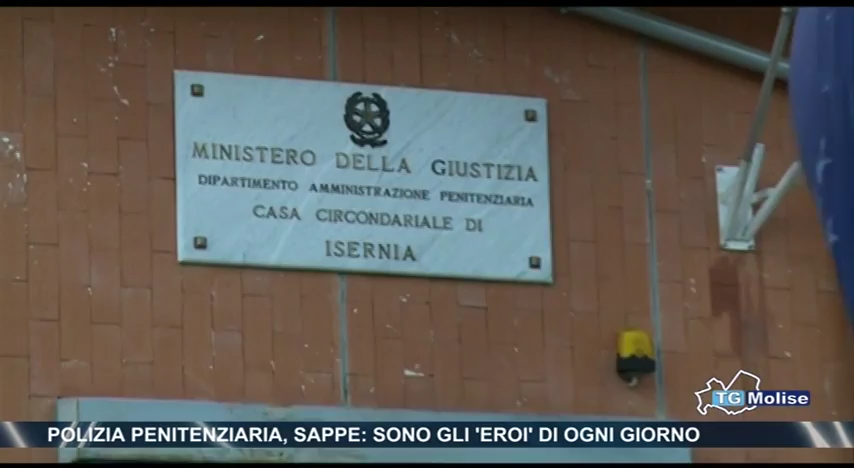 MINISTERO DELLA GIUSTIZIA
DIPARTIMENTO AMMINISTRAZIONE PENITENZIARIA
CASA CIRCONDARIALE DI
ISERNIA
TG Molise
POLIZIA PENITENZIARIA, SAPPE: SONO GLI 'EROI' DI OGNI GIORNO